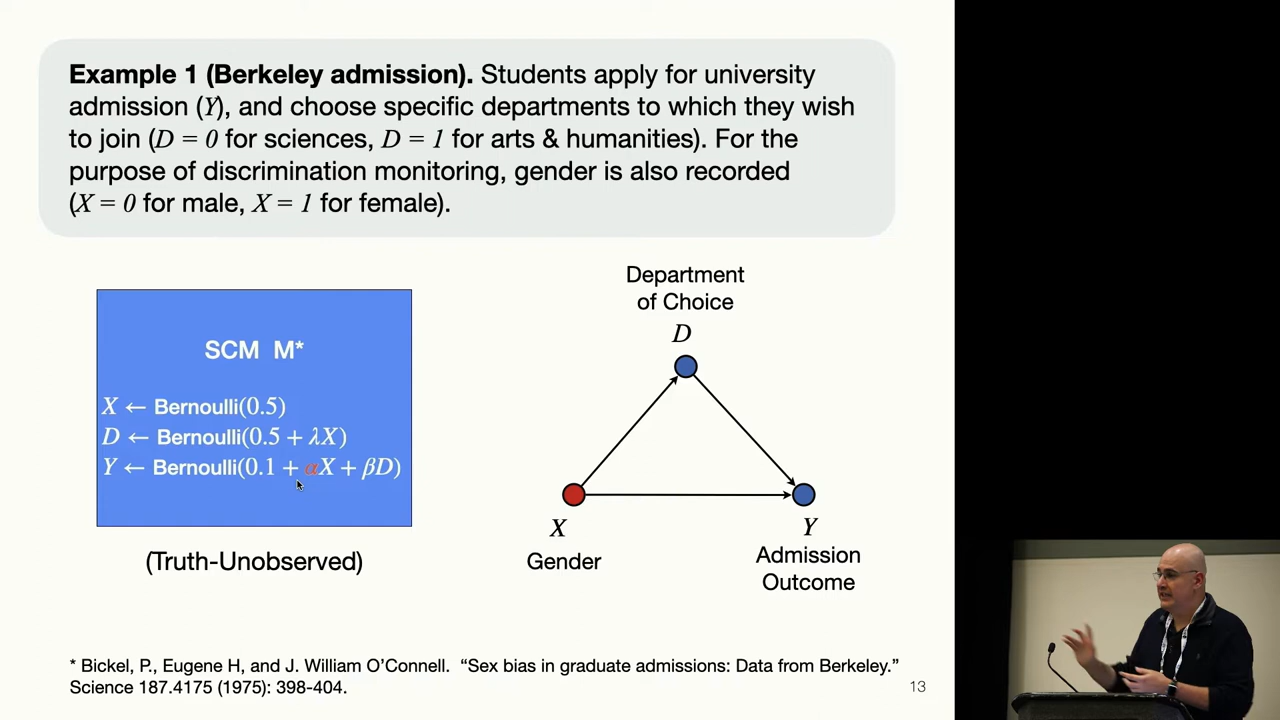 Example 1 (Berkeley admission). Students apply for university
admission (Y), and choose specific departments to which they wish
to join (D = 0 for sciences, D = 1 for arts & humanities). For the
purpose of discrimination monitoring, gender is also recorded
(X = 0 for male, X = 1 for female).
SCM M*
X ← Bernoulli(0.5)
D ← Bernoulli(0.5 + λX)
Y ← Bernoulli(0.1 + αX + βD)
(Truth-Unobserved)
Department
of Choice
D
X
Gender
Y
Admission
Outcome
* Bickel, P., Eugene H, and J. William O’Connell. “Sex bias in graduate admissions: Data from Berkeley.”
Science 187.4175 (1975): 398-404.
13